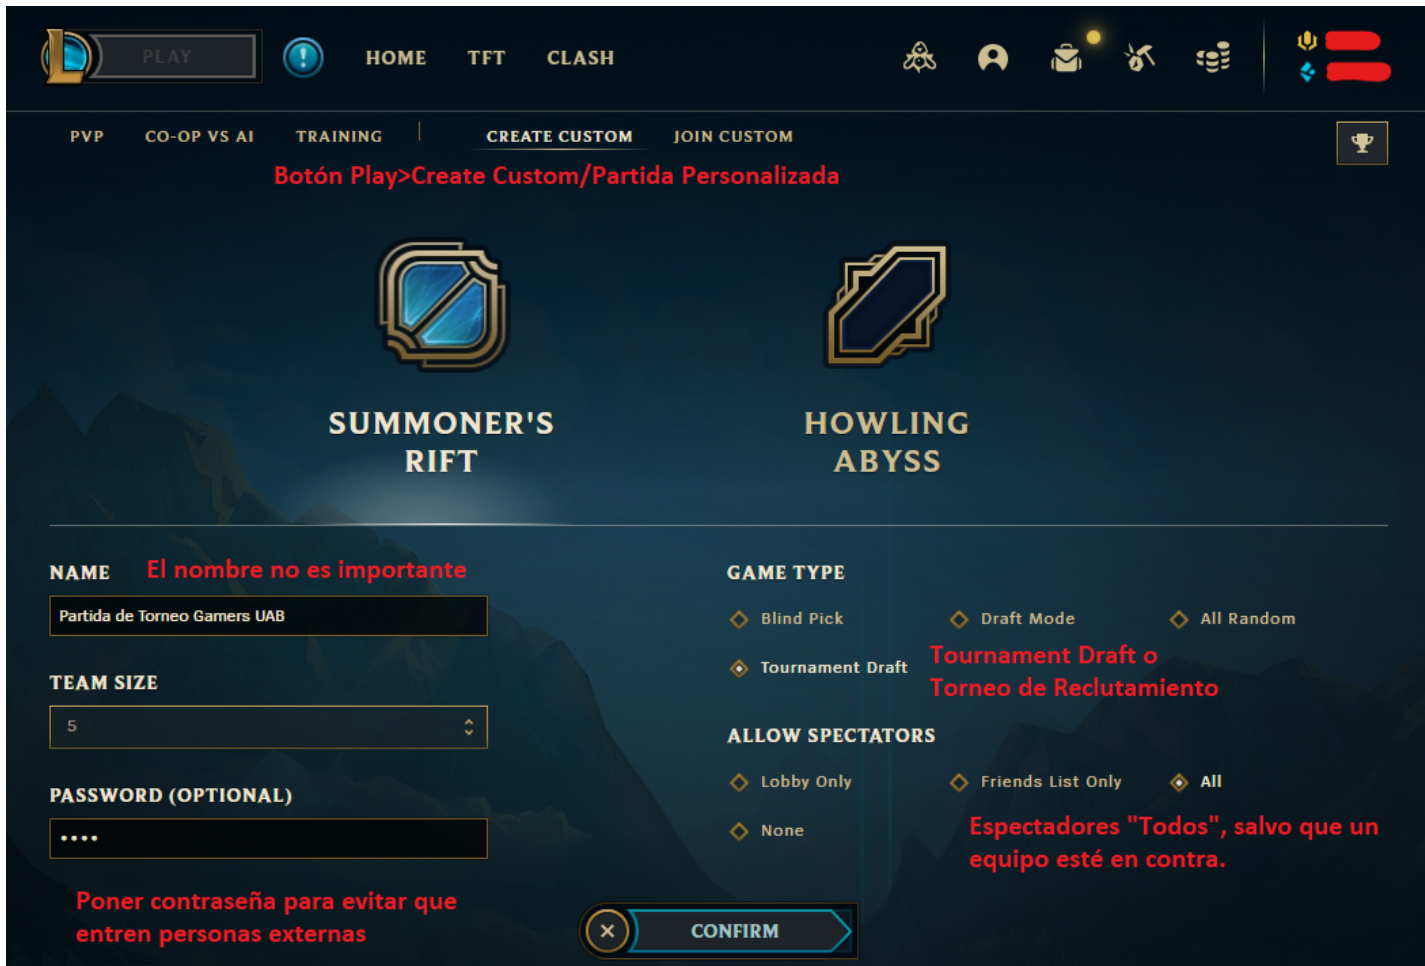 PLAY
HOME TFT CLASH
PVP CO-OP VS AI TRAINING CREATE CUSTOM JOIN CUSTOM
Botón Play>Create Custom/Partida Personalizada
SUMMONER'S
RIFT
HOWLING
ABYSS
NAME El nombre no es importante
Partida de Torneo Gamers UAB
TEAM SIZE
5
PASSWORD (OPTIONAL)
••••
Poner contraseña para evitar que
entren personas externas
GAME TYPE
Blind Pick Draft Mode All Random
Tournament Draft
Tournament Draft o
Torneo de Reclutamiento
ALLOW SPECTATORS
Lobby Only Friends List Only All
None
Espectadores "Todos", salvo que un
equipo esté en contra.
CONFIRM